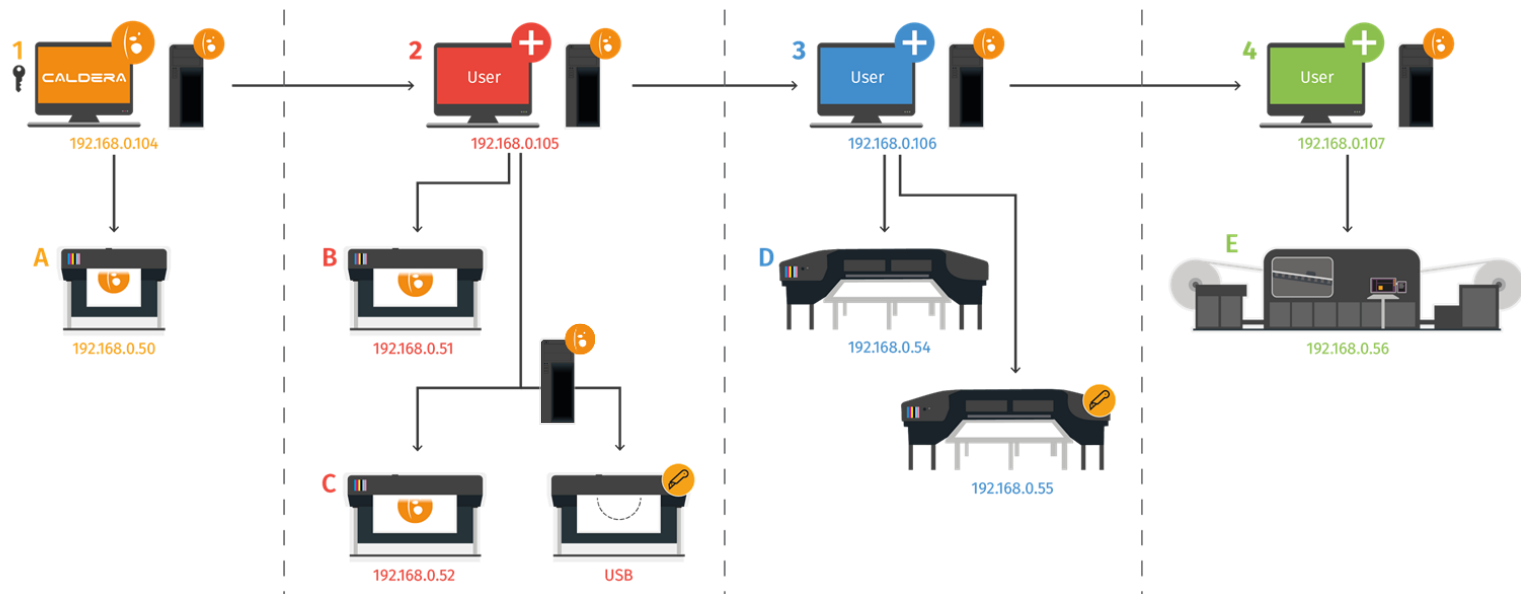 1
CALDERA
192.168.0.104
2
User
192.168.0.105
3
User
192.168.0.106
4
User
192.168.0.107
A
192.168.0.50
B
192.168.0.51
D
192.168.0.54
E
192.168.0.56
192.168.0.55
C
192.168.0.52
USB